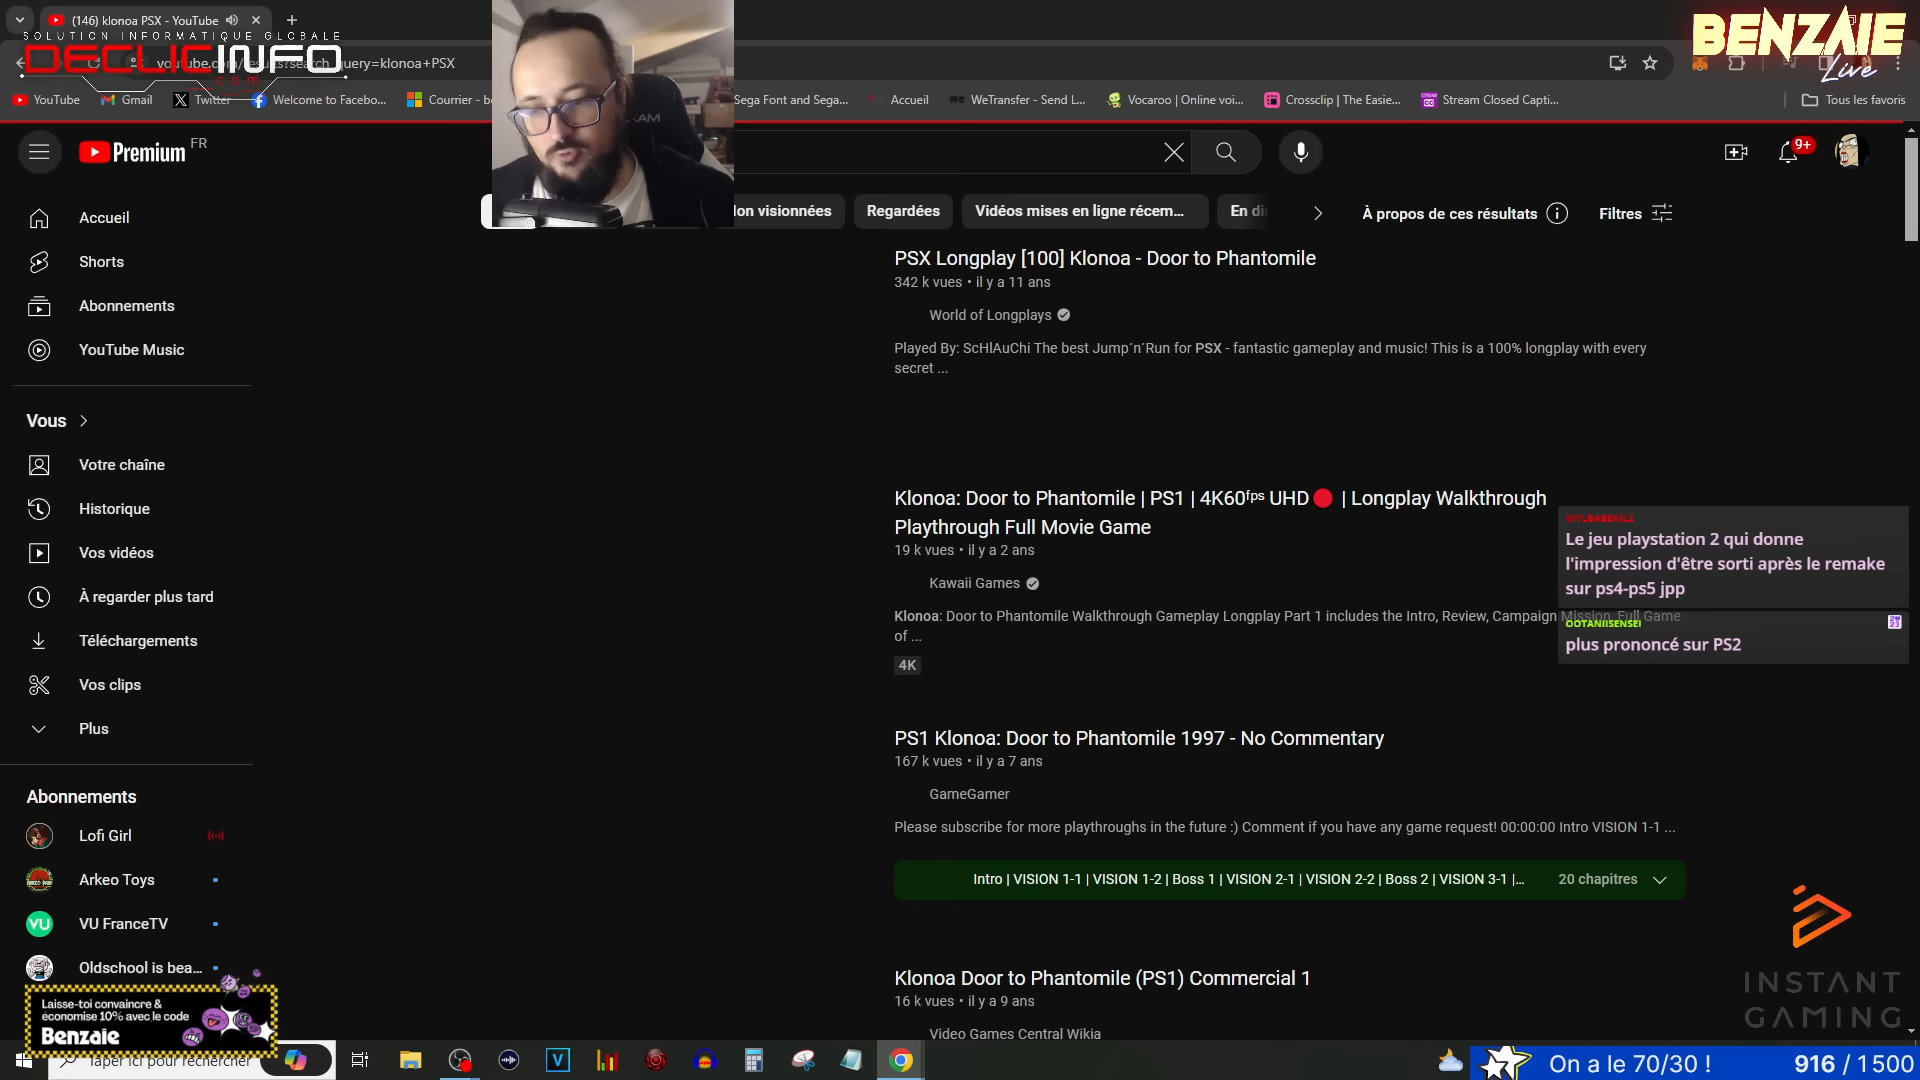 (146) klonoa PSX - YouTube
SOLUTION INFORMATIQUE GLOBALE
DECLICINFO
.com
YouTube
Gmail
Twitter
Welcome to Facebo...
Sega Font and Sega...
Accueil
WeTransfer - Send L...
Vocaroo | Online voi...
Crossclip | The Easie...
Stream Closed Capti...
Tous les favoris
BENZAIE
Live
Premium FR
9+
Accueil
Shorts
Abonnements
YouTube Music
Vous
Votre chaîne
Historique
Vos vidéos
À regarder plus tard
Téléchargements
Vos clips
Plus
Abonnements
Lofi Girl
Arkeo Toys
VU FranceTV
Oldschool is bea...
Regardées
Vidéos mises en ligne récem...
À propos de ces résultats
Filtres
PSX Longplay [100] Klonoa - Door to Phantomile
342 k vues • il y a 11 ans
World of Longplays
Played By: ScHlAuChi The best Jump´n´Run for PSX - fantastic gameplay and music! This is a 100% longplay with every
secret ...
Klonoa: Door to Phantomile | PS1 | 4K60ᶠᵖˢ UHD🔴 | Longplay Walkthrough
Playthrough Full Movie Game
19 k vues • il y a 2 ans
Kawaii Games
Klonoa: Door to Phantomile Walkthrough Gameplay Longplay Part 1 includes the Intro, Review, Campaign Mission, Full Game
of ...
4K
PS1 Klonoa: Door to Phantomile 1997 - No Commentary
167 k vues • il y a 7 ans
GameGamer
Please subscribe for more playthroughs in the future :) Comment if you have any game request! 00:00:00 Intro VISION 1-1 ...
Intro | VISION 1-1 | VISION 1-2 | Boss 1 | VISION 2-1 | VISION 2-2 | Boss 2 | VISION 3-1 |...
20 chapitres
Klonoa Door to Phantomile (PS1) Commercial 1
16 k vues • il y a 9 ans
Video Games Central Wikia
Le jeu playstation 2 qui donne
l'impression d'être sorti après le remake
sur ps4-ps5 jpp
OOTANIISENSEI
plus prononcé sur PS2
INSTANT
GAMING
Laisse-toi convaincre &
économise 10% avec le code
Benzaie
On a le 70/30 !
916 / 1500